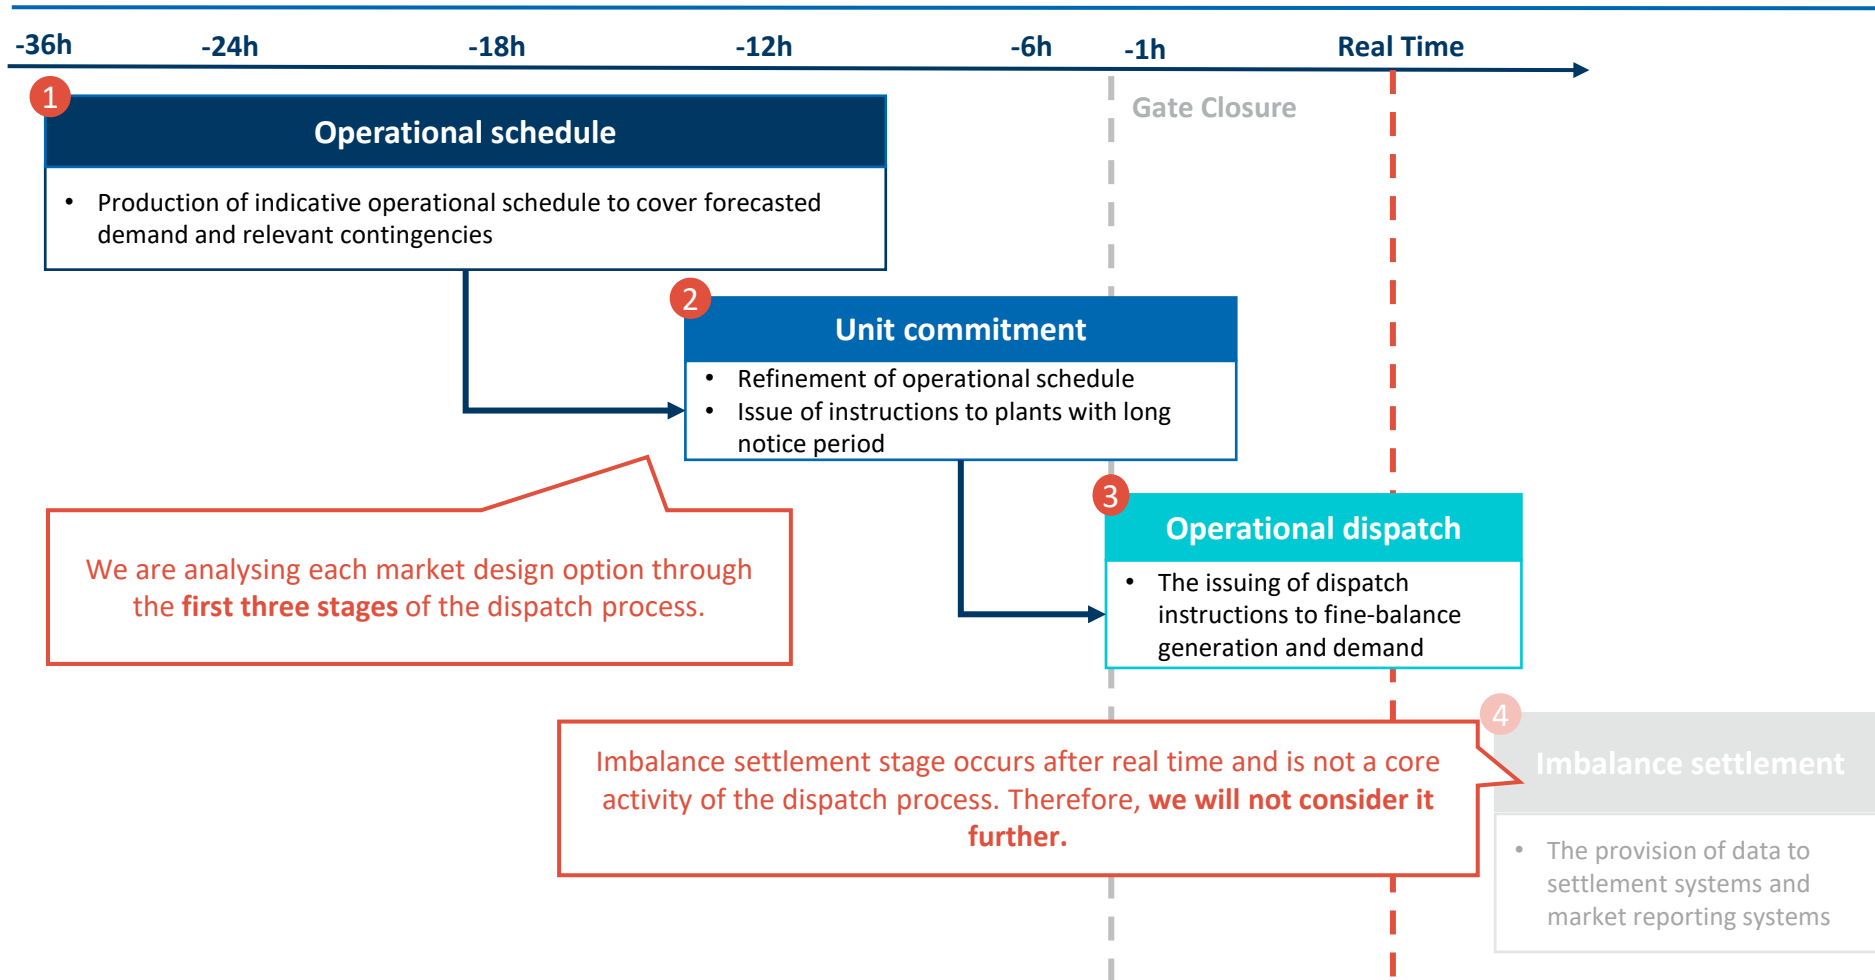 -36h -24h -18h -12h -6h -1h Real Time
Gate Closure
1
Operational schedule
• Production of indicative operational schedule to cover forecasted
demand and relevant contingencies
2
Unit commitment
• Refinement of operational schedule
• Issue of instructions to plants with long
notice period
3
Operational dispatch
• The issuing of dispatch
instructions to fine-balance
generation and demand
We are analysing each market design option through
the first three stages of the dispatch process.
Imbalance settlement stage occurs after real time and is not a core
activity of the dispatch process. Therefore, we will not consider it
further.
4
Imbalance settlement
• The provision of data to
settlement systems and
market reporting systems